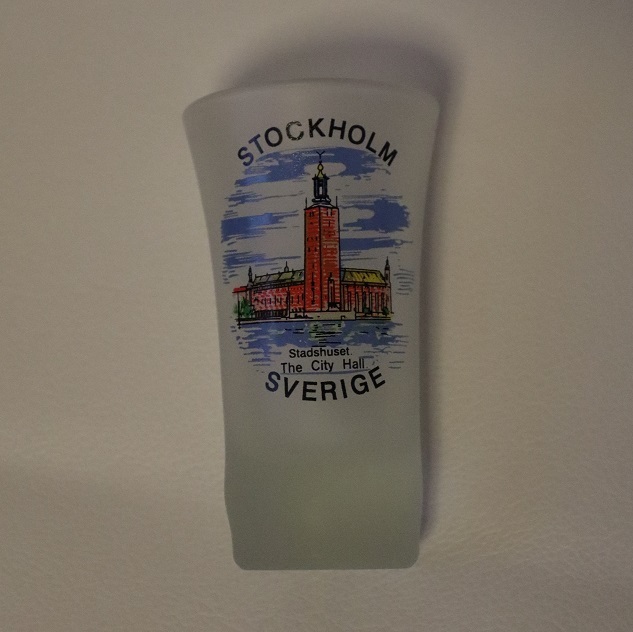 STOCKHOLM
Stadshuset.
The City Hall
SVERIGE